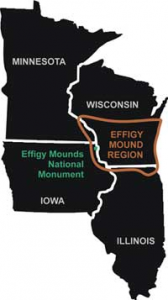 MINNESOTA
WISCONSIN
EFFIGY
MOUND
REGION
Effigy Mounds
National
Monument
IOWA
ILLINOIS